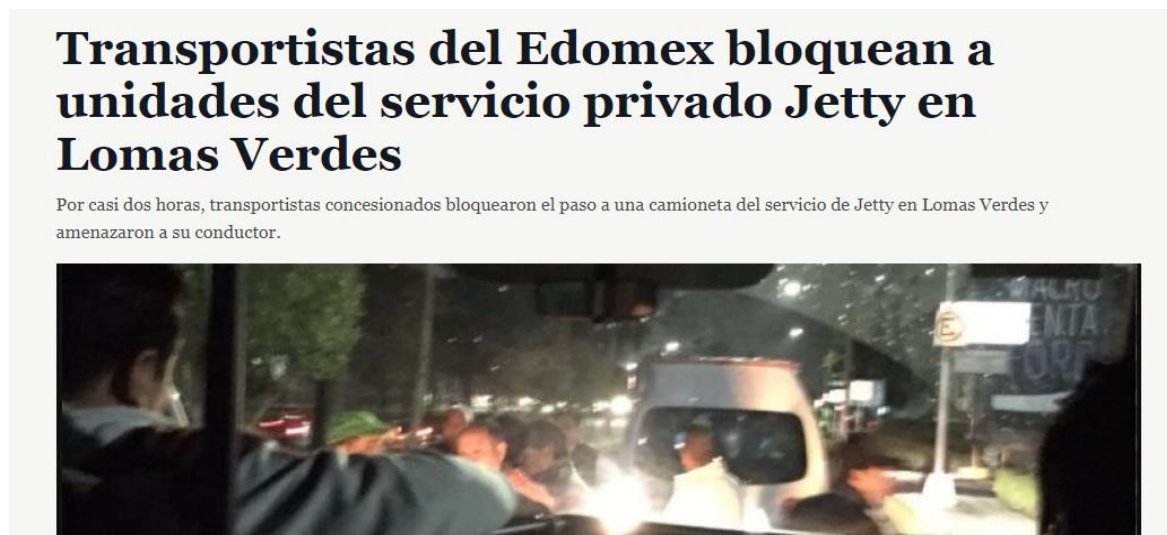 Transportistas del Edomex bloquean a
unidades del servicio privado Jetty en
Lomas Verdes
Por casi dos horas, transportistas concesionados bloquearon el paso a una camioneta del servicio de Jetty en Lomas Verdes y
amenazaron a su conductor.
MACRO
E